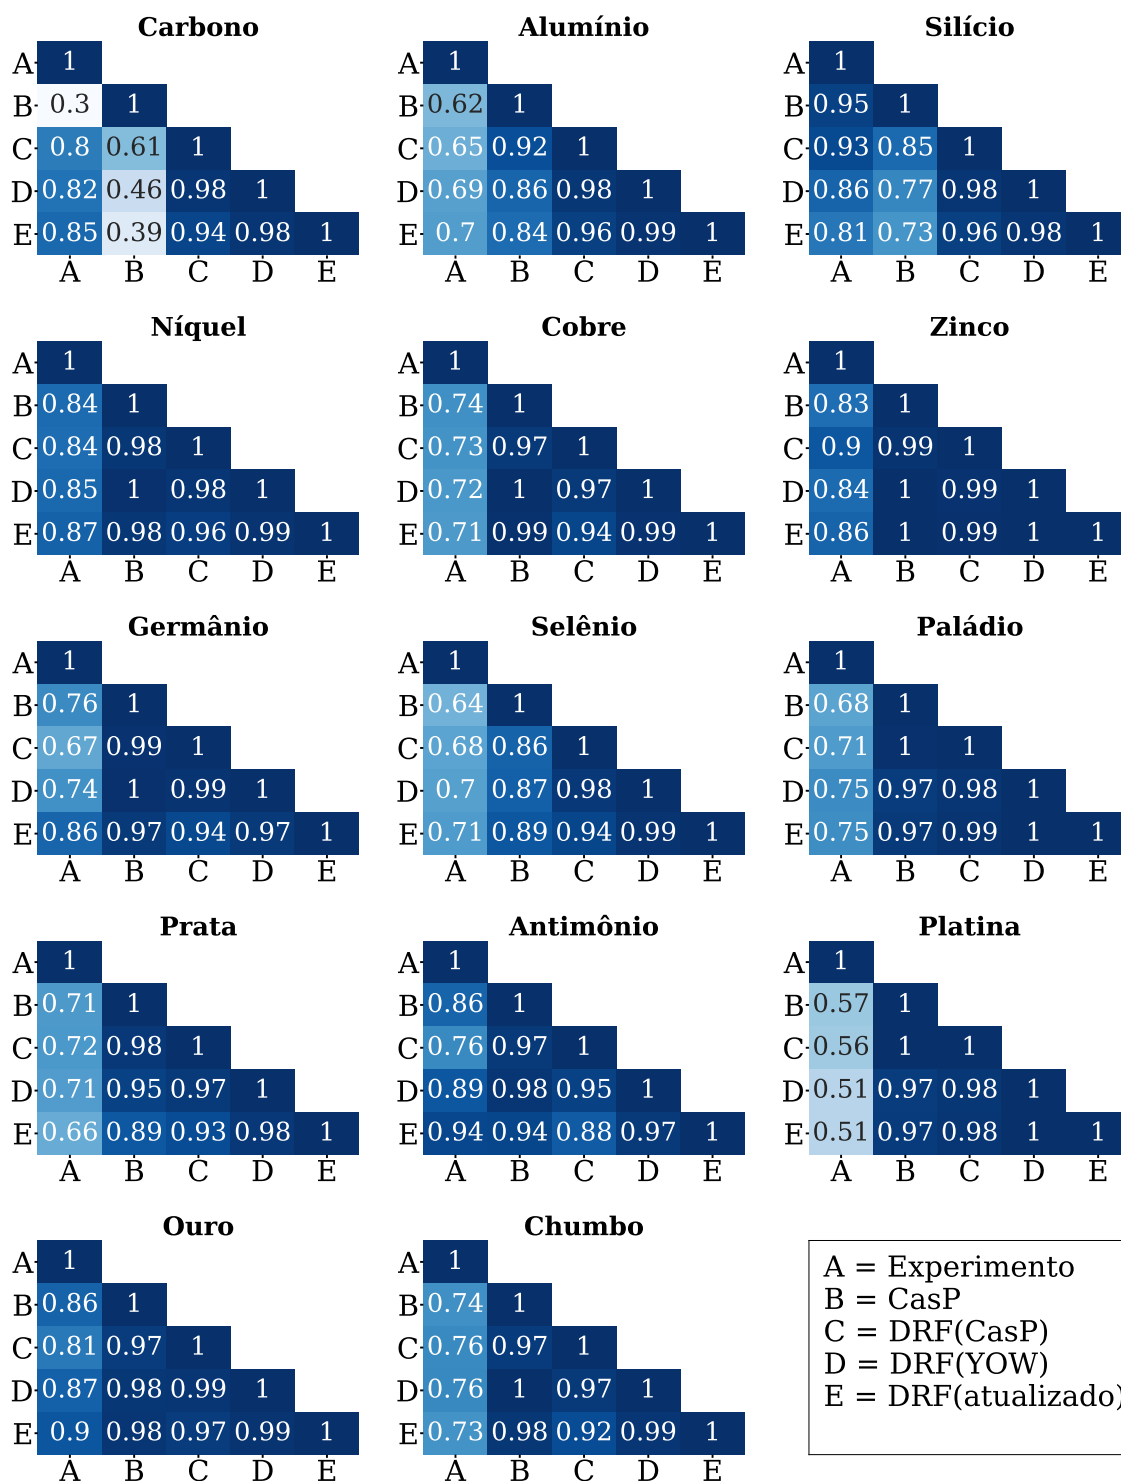 Carbono Alumínio Silício
A 1 A 1 A 1
B 0.3 1 B 0.62 1 B 0.95 1
C 0.8 0.61 1 C 0.65 0.92 1 C 0.93 0.85 1
D 0.82 0.46 0.98 1 D 0.69 0.86 0.98 1 D 0.86 0.77 0.98 1
E 0.85 0.39 0.94 0.98 1 E 0.7 0.84 0.96 0.99 1 E 0.81 0.73 0.96 0.98 1
A B C D E A B C D E A B C D E
Níquel Cobre Zinco
A 1 A 1 A 1
B 0.84 1 B 0.74 1 B 0.83 1
C 0.84 0.98 1 C 0.73 0.97 1 C 0.9 0.99 1
D 0.85 1 0.98 1 D 0.72 1 0.97 1 D 0.84 1 0.99 1
E 0.87 0.98 0.96 0.99 1 E 0.71 0.99 0.94 0.99 1 E 0.86 1 0.99 1 1
A B C D E A B C D E A B C D E
Germânio Selênio Paládio
A 1 A 1 A 1
B 0.76 1 B 0.64 1 B 0.68 1
C 0.67 0.99 1 C 0.68 0.86 1 C 0.71 1 1
D 0.74 1 0.99 1 D 0.7 0.87 0.98 1 D 0.75 0.97 0.98 1
E 0.86 0.97 0.94 0.97 1 E 0.71 0.89 0.94 0.99 1 E 0.75 0.97 0.99 1 1
A B C D E A B C D E A B C D E
Prata Antimônio Platina
A 1 A 1 A 1
B 0.71 1 B 0.86 1 B 0.57 1
C 0.72 0.98 1 C 0.76 0.97 1 C 0.56 1 1
D 0.71 0.95 0.97 1 D 0.89 0.98 0.95 1 D 0.51 0.97 0.98 1
E 0.66 0.89 0.93 0.98 1 E 0.94 0.94 0.88 0.97 1 E 0.51 0.97 0.98 1 1
A B C D E A B C D E A B C D E
Ouro Chumbo
A 1 A 1
B 0.86 1 B 0.74 1
C 0.81 0.97 1 C 0.76 0.97 1
D 0.87 0.98 0.99 1 D 0.76 1 0.97 1
E 0.9 0.98 0.97 0.99 1 E 0.73 0.98 0.92 0.99 1
A B C D E A B C D E
A = Experimento
B = CasP
C = DRF(CasP)
D = DRF(YOW)
E = DRF(atualizado)